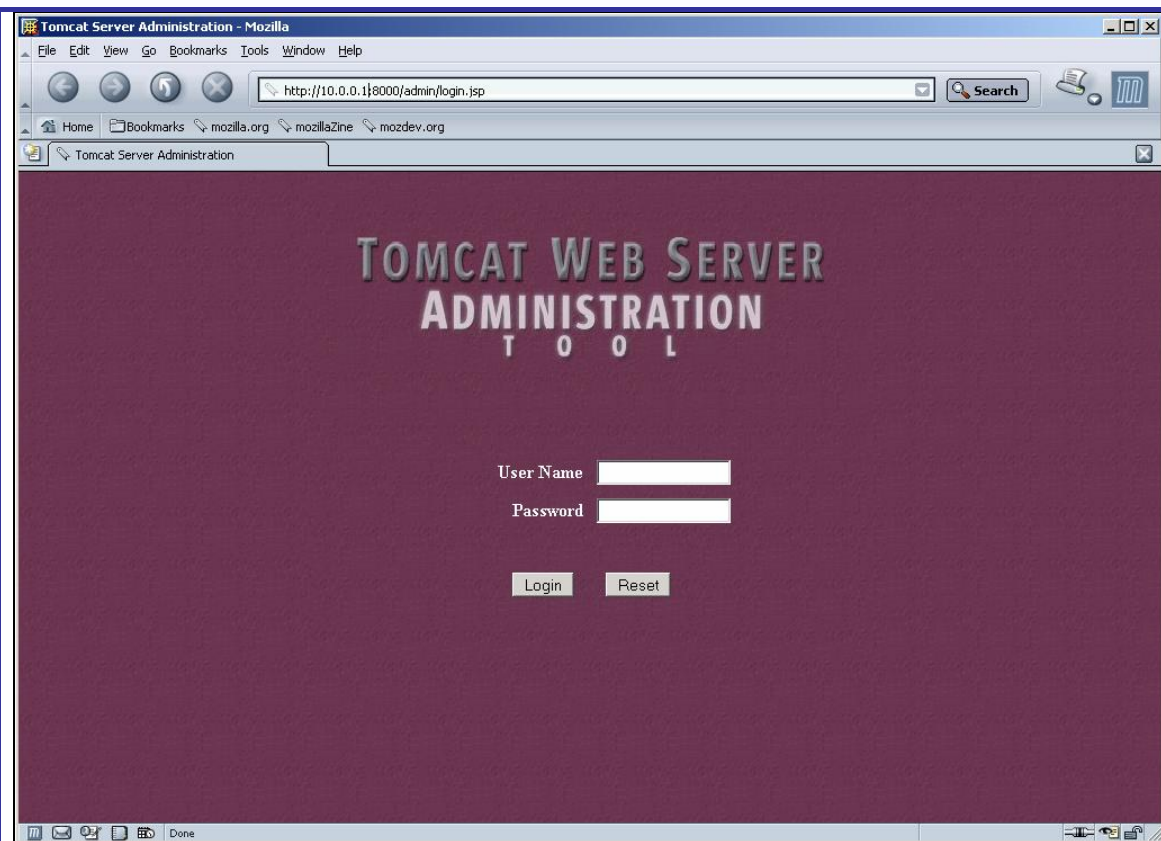 Tomcat Server Administration - Mozilla
File Edit View Go Bookmarks Tools Window Help
http://10.0.0.1:8000/admin/login.jsp
Search
Home Bookmarks mozilla.org mozillaZine mozdev.org
Tomcat Server Administration
TOMCAT WEB SERVER
ADMINISTRATION
TOOL
User Name
Password
Login Reset
Done